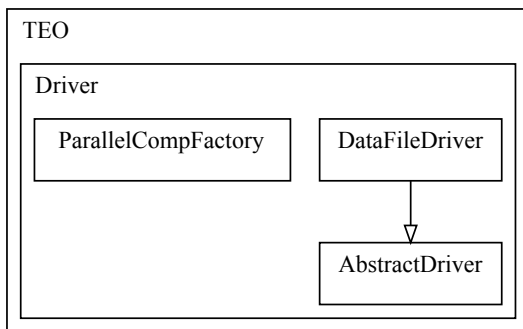 TEO
Driver
ParallelCompFactory
DataFileDriver
AbstractDriver